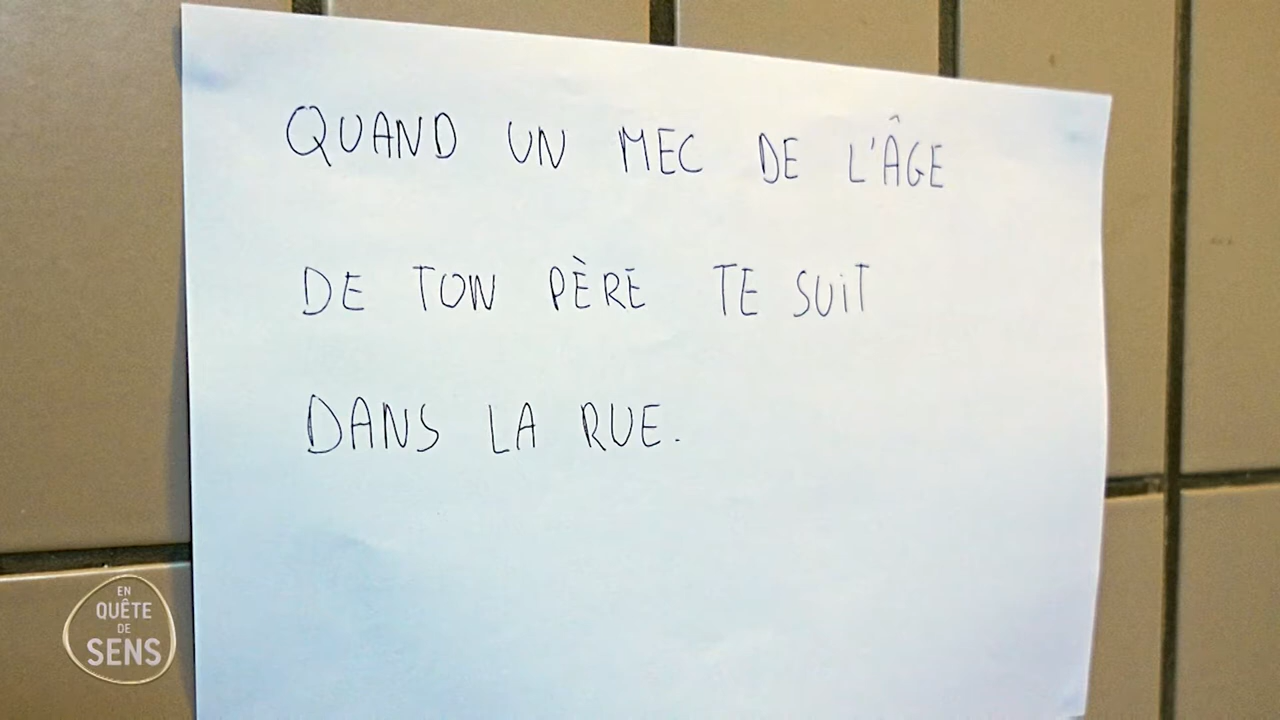 QUAND UN MEC DE L'ÂGE
DE TON PÈRE TE SUIT
DANS LA RUE.
EN
QUÊTE
DE
SENS